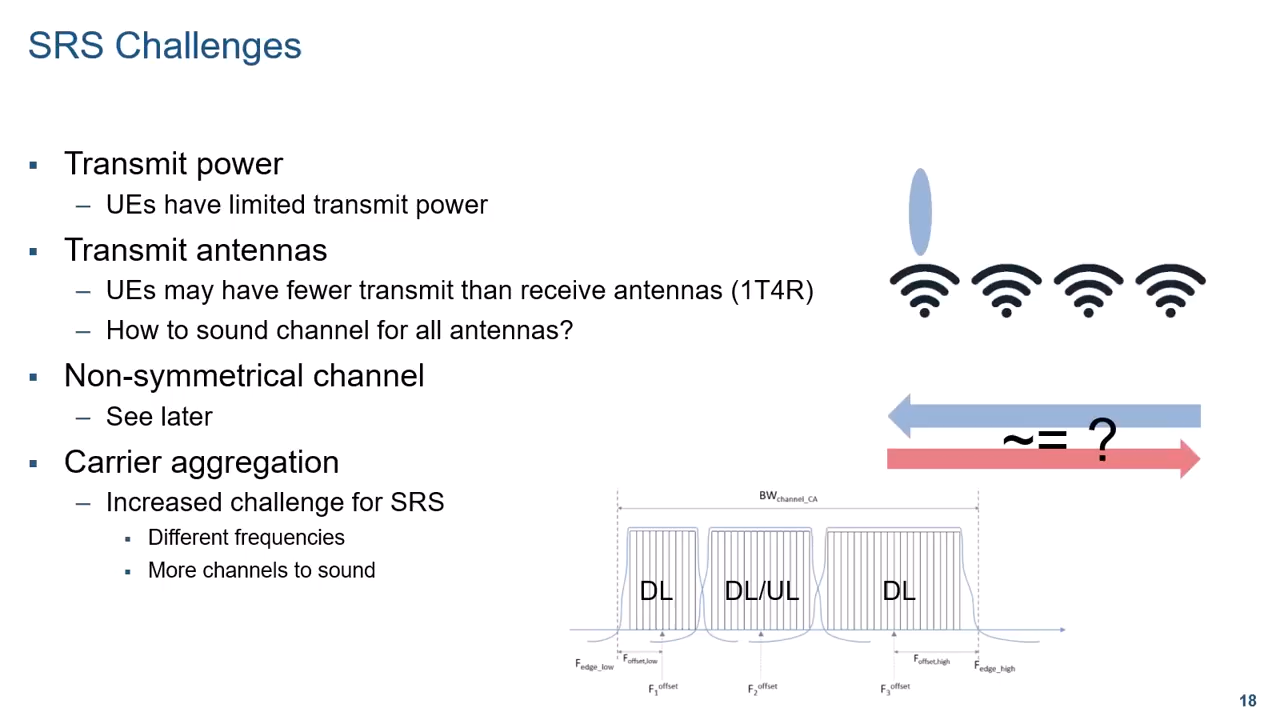 SRS Challenges
▪ Transmit power
– UEs have limited transmit power
▪ Transmit antennas
– UEs may have fewer transmit than receive antennas (1T4R)
– How to sound channel for all antennas?
▪ Non-symmetrical channel
– See later
▪ Carrier aggregation
– Increased challenge for SRS
▪ Different frequencies
▪ More channels to sound
~= ?
BWchannel_CA
DL DL/UL DL
Fedge_low Foffset,low Foffset,high Fedge_high
F1offset F2offset F3offset
18